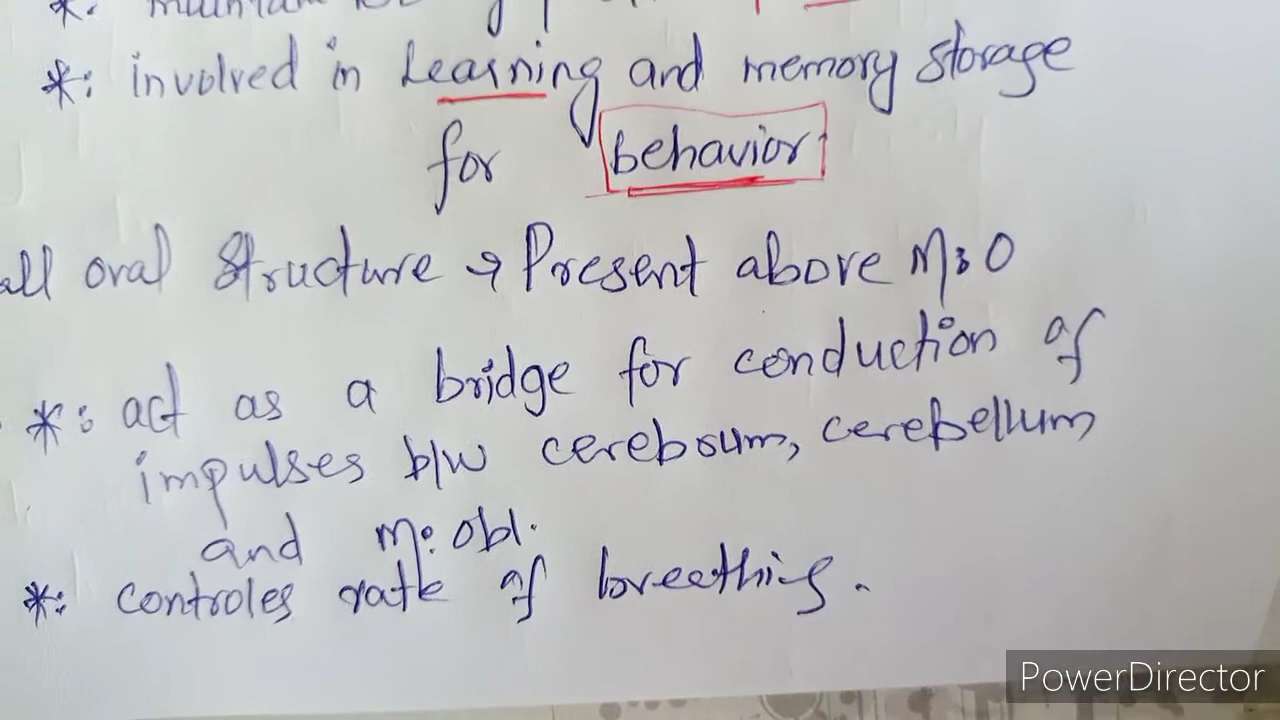 *: involved in Learning and memory storage
for behavior
all oral structure → Present above M:O
*: act as a bridge for conduction of
impulses b/w cerebrum, cerebellum
and M:Obl.
*: controles rate of breething.
PowerDirector